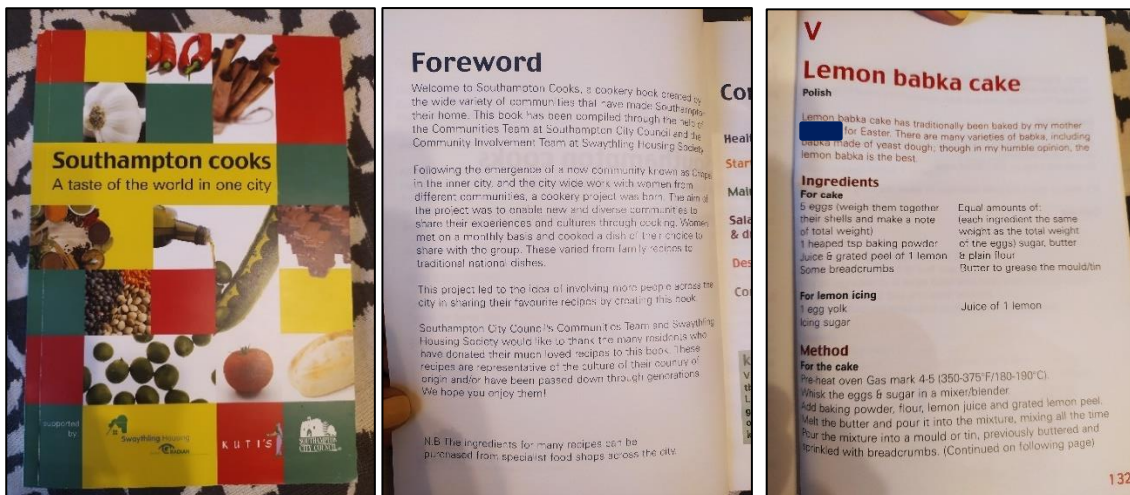 Southampton cooks
A taste of the world in one city
supported
by
Swaythling Housing
KUTI'S
SOUTHAMPTON
CITY COUNCIL
Foreword
Welcome to Southampton Cooks, a cookery book created by
the wide variety of communities that have made Southampton
their home. This book has been compiled through the help of
the Communities Team at Southampton City Council and the
Community Involvement Team at Swaythling Housing Society
Following the emergence of a new community known as
in the inner city, and the city wide work with women from
different communities, a cookery project was born. The aim of
the project was to enable new and diverse communities to
share their experiences and cultures through cooking. Women
met on a monthly basis and cooked a dish of their choice to
share with the group. These varied from family recipes to
traditional national dishes.
This project led to the idea of involving more people across the
city in sharing their favourite recipes by creating this book.
Southampton City Council's Communities Team and Swaythling
Housing Society would like to thank the many residents who
have donated their much loved recipes to this book. These
recipes are representative of the culture of their country of
origin and/or have been passed down through generations
We hope you enjoy them!
N.B The ingredients for many recipes can be
purchased from specialist food shops across the city.
V
Lemon babka cake
Polish
Lemon babka cake has traditionally been baked by my mother
for Easter. There are many varieties of babka, including
babka made of yeast dough; though in my humble opinion, the
lemon babka is the best.
Ingredients
For cake
5 eggs (weigh them together
their shells and make a note
of total weight)
1 heaped tsp baking powder
Juice & grated peel of 1 lemon
Some breadcrumbs
Equal amounts of:
(each ingredient the same
weight as the total weight
of the eggs) sugar, butter
& plain flour
Butter to grease the mould/tin
For lemon icing
1 egg yolk
Icing sugar
Juice of 1 lemon
Method
For the cake
Pre-heat oven Gas mark 4-5 (350-375°F/180-190°C).
Whisk the eggs & sugar in a mixer/blender.
Add baking powder, flour, lemon juice and grated lemon peel.
Melt the butter and pour it into the mixture, mixing all the time
Pour the mixture into a mould or tin, previously buttered and
sprinkled with breadcrumbs. (Continued on following page)
132